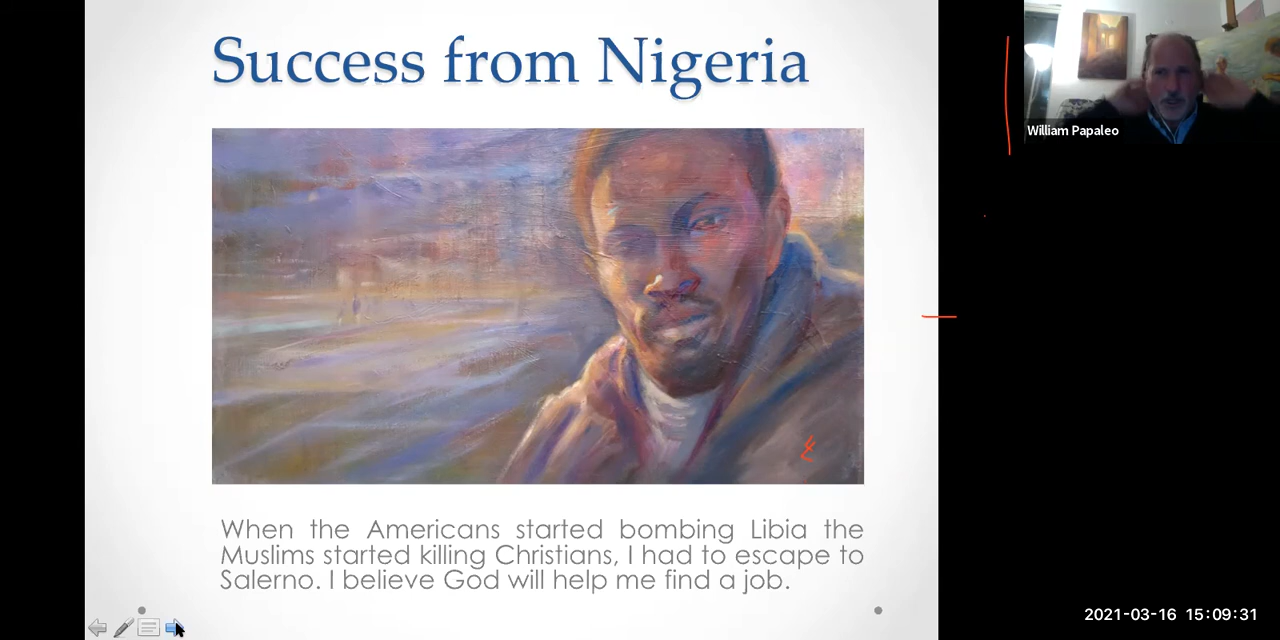 Success from Nigeria
William Papaleo
When the Americans started bombing Libia the
Muslims started killing Christians, I had to escape to
Salerno. I believe God will help me find a job.
2021-03-16 15:09:31